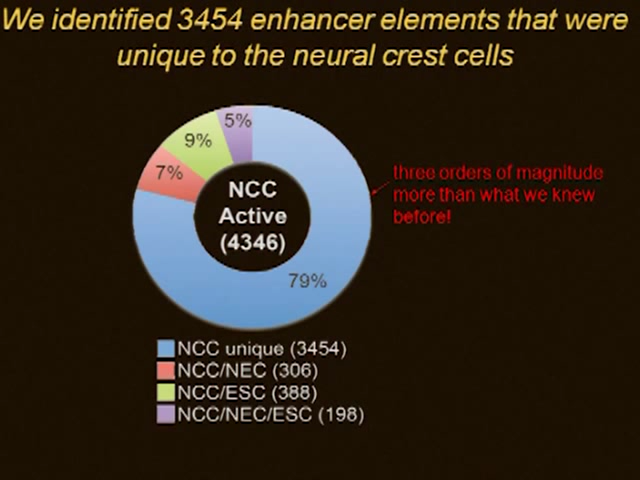 We identified 3454 enhancer elements that were
unique to the neural crest cells
5%
9%
7%
NCC
Active
(4346)
79%
three orders of magnitude
more than what we knew
before!
NCC unique (3454)
NCC/NEC (306)
NCC/ESC (388)
NCC/NEC/ESC (198)